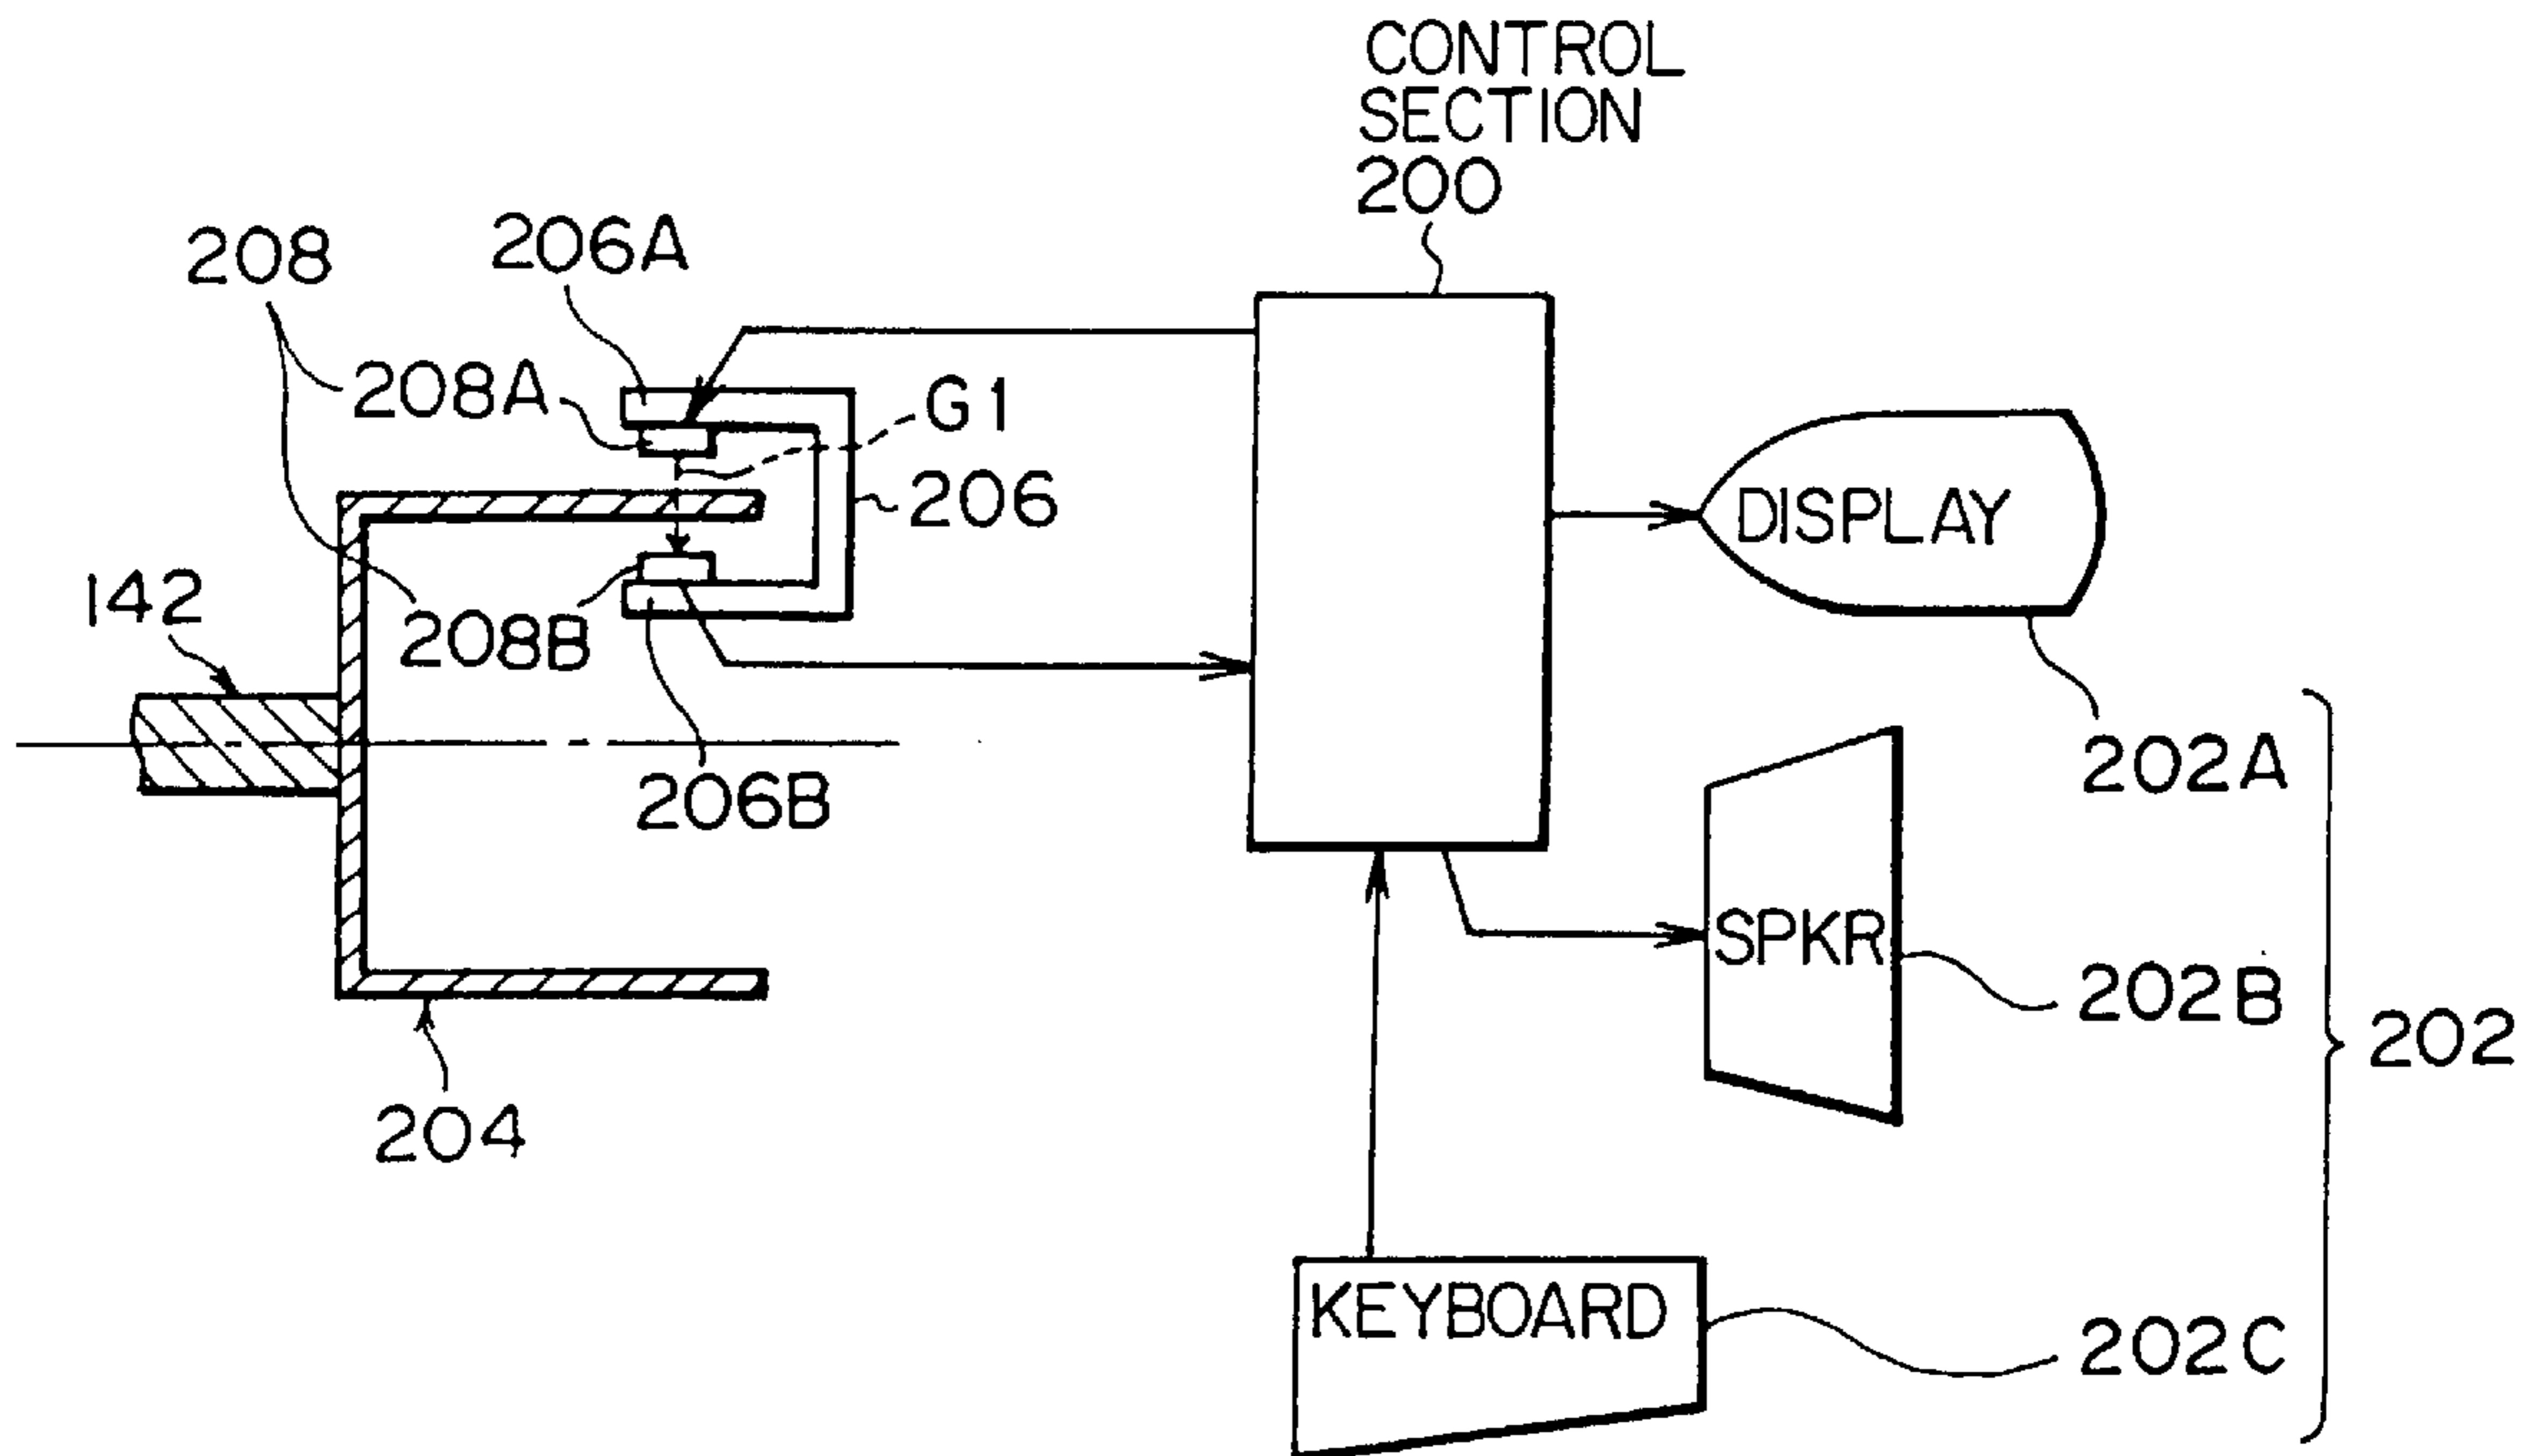 CONTROL
SECTION
200
208
206A
208A
G1
206
DISPLAY
142
208B
202A
206B
SPKR
202B
202
204
KEYBOARD
202C